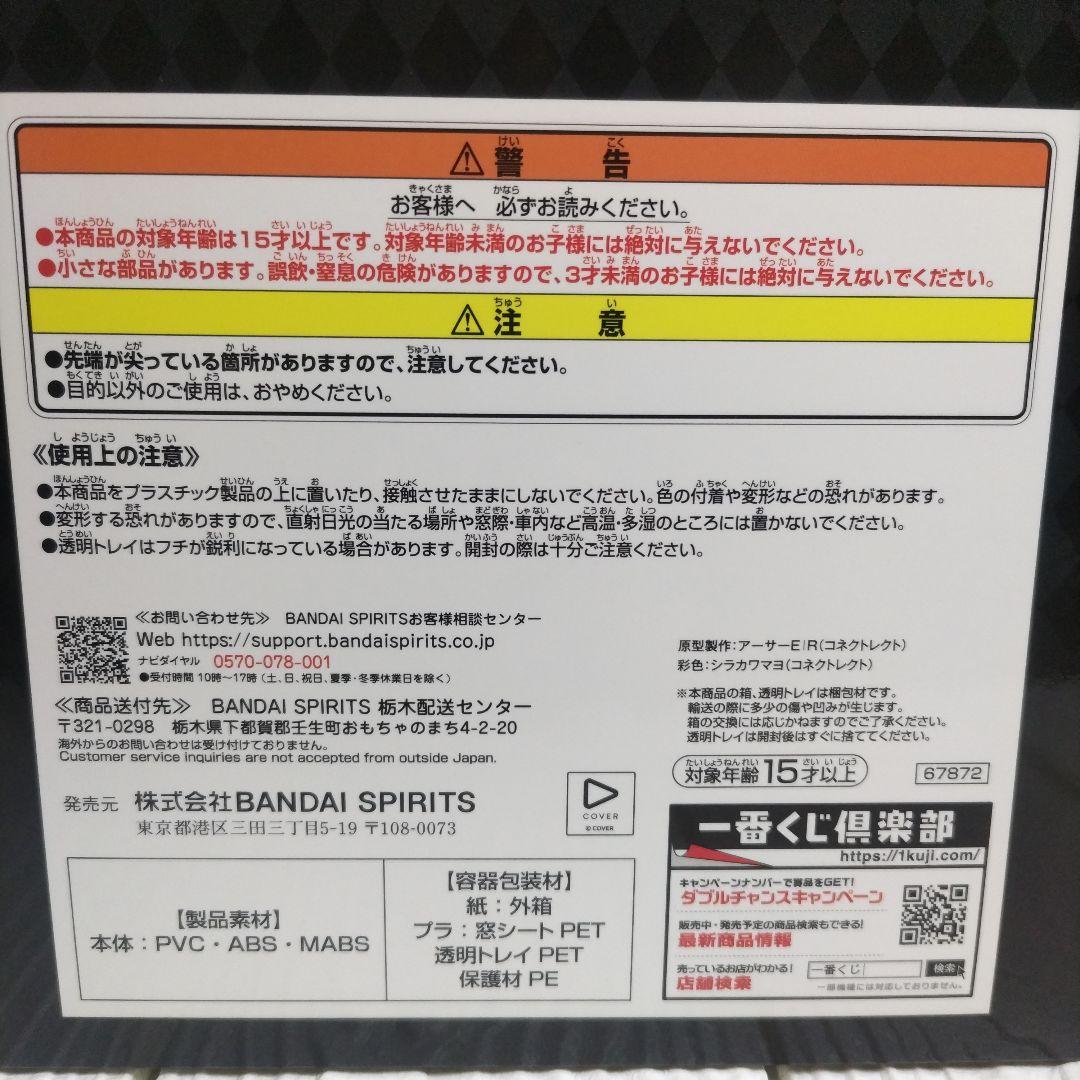 ⚠警告
お客様へ 必ずお読みください。
●本商品の対象年齢は15才以上です。対象年齢未満のお子様には絶対に与えないでください。
●小さな部品があります。誤飲・窒息の危険がありますので、3才未満のお子様には絶対に与えないでください。
⚠注意
●先端が尖っている箇所がありますので、注意してください。
●目的以外のご使用は、おやめください。
《使用上の注意》
●本商品をプラスチック製品の上に置いたり、接触させたままにしないでください。色の付着や変形などの恐れがあります。
●変形する恐れがありますので、直射日光の当たる場所や窓際・車内など高温・多湿のところには置かないでください。
●透明トレイはフチが鋭利になっている場合があります。開封の際は十分ご注意ください。
≪お問い合わせ先≫ BANDAI SPIRITSお客様相談センター
Web https://support.bandaispirits.co.jp
ナビダイヤル 0570-078-001
●受付時間 10時〜17時(土、日、祝日、夏季・冬季休業日を除く)
≪商品送付先≫ BANDAI SPIRITS 栃木配送センター
〒321-0298 栃木県下都賀郡壬生町おもちゃのまち4-2-20
海外からのお問い合わせは受け付けておりません。
Customer service inquiries are not accepted from outside Japan.
発売元 株式会社BANDAI SPIRITS
東京都港区三田三丁目5-19 〒108-0073
COVER
© COVER
【製品素材】
本体：PVC・ABS・MABS
【容器包装材】
紙：外箱
プラ：窓シート PET
透明トレイ PET
保護材 PE
原型製作：アーサーE/R(コネクトレクト)
彩色：シラカワマヨ(コネクトレクト)
※本商品の箱、透明トレイは梱包材です。
輸送の際に多少の傷や凹みが生じます。
箱の交換には応じかねますのでご了承ください。
透明トレイは開封後はすぐに捨ててください。
対象年齢15才以上
67872
一番くじ倶楽部
https://1kuji.com/
キャンペーンナンバーで賞品をGET!
ダブルチャンスキャンペーン
販売中・発売予定の商品検索もできる!
最新商品情報
売っているお店がわかる!
店舗検索
一番くじ 検索
一部機種には対応しておりません。